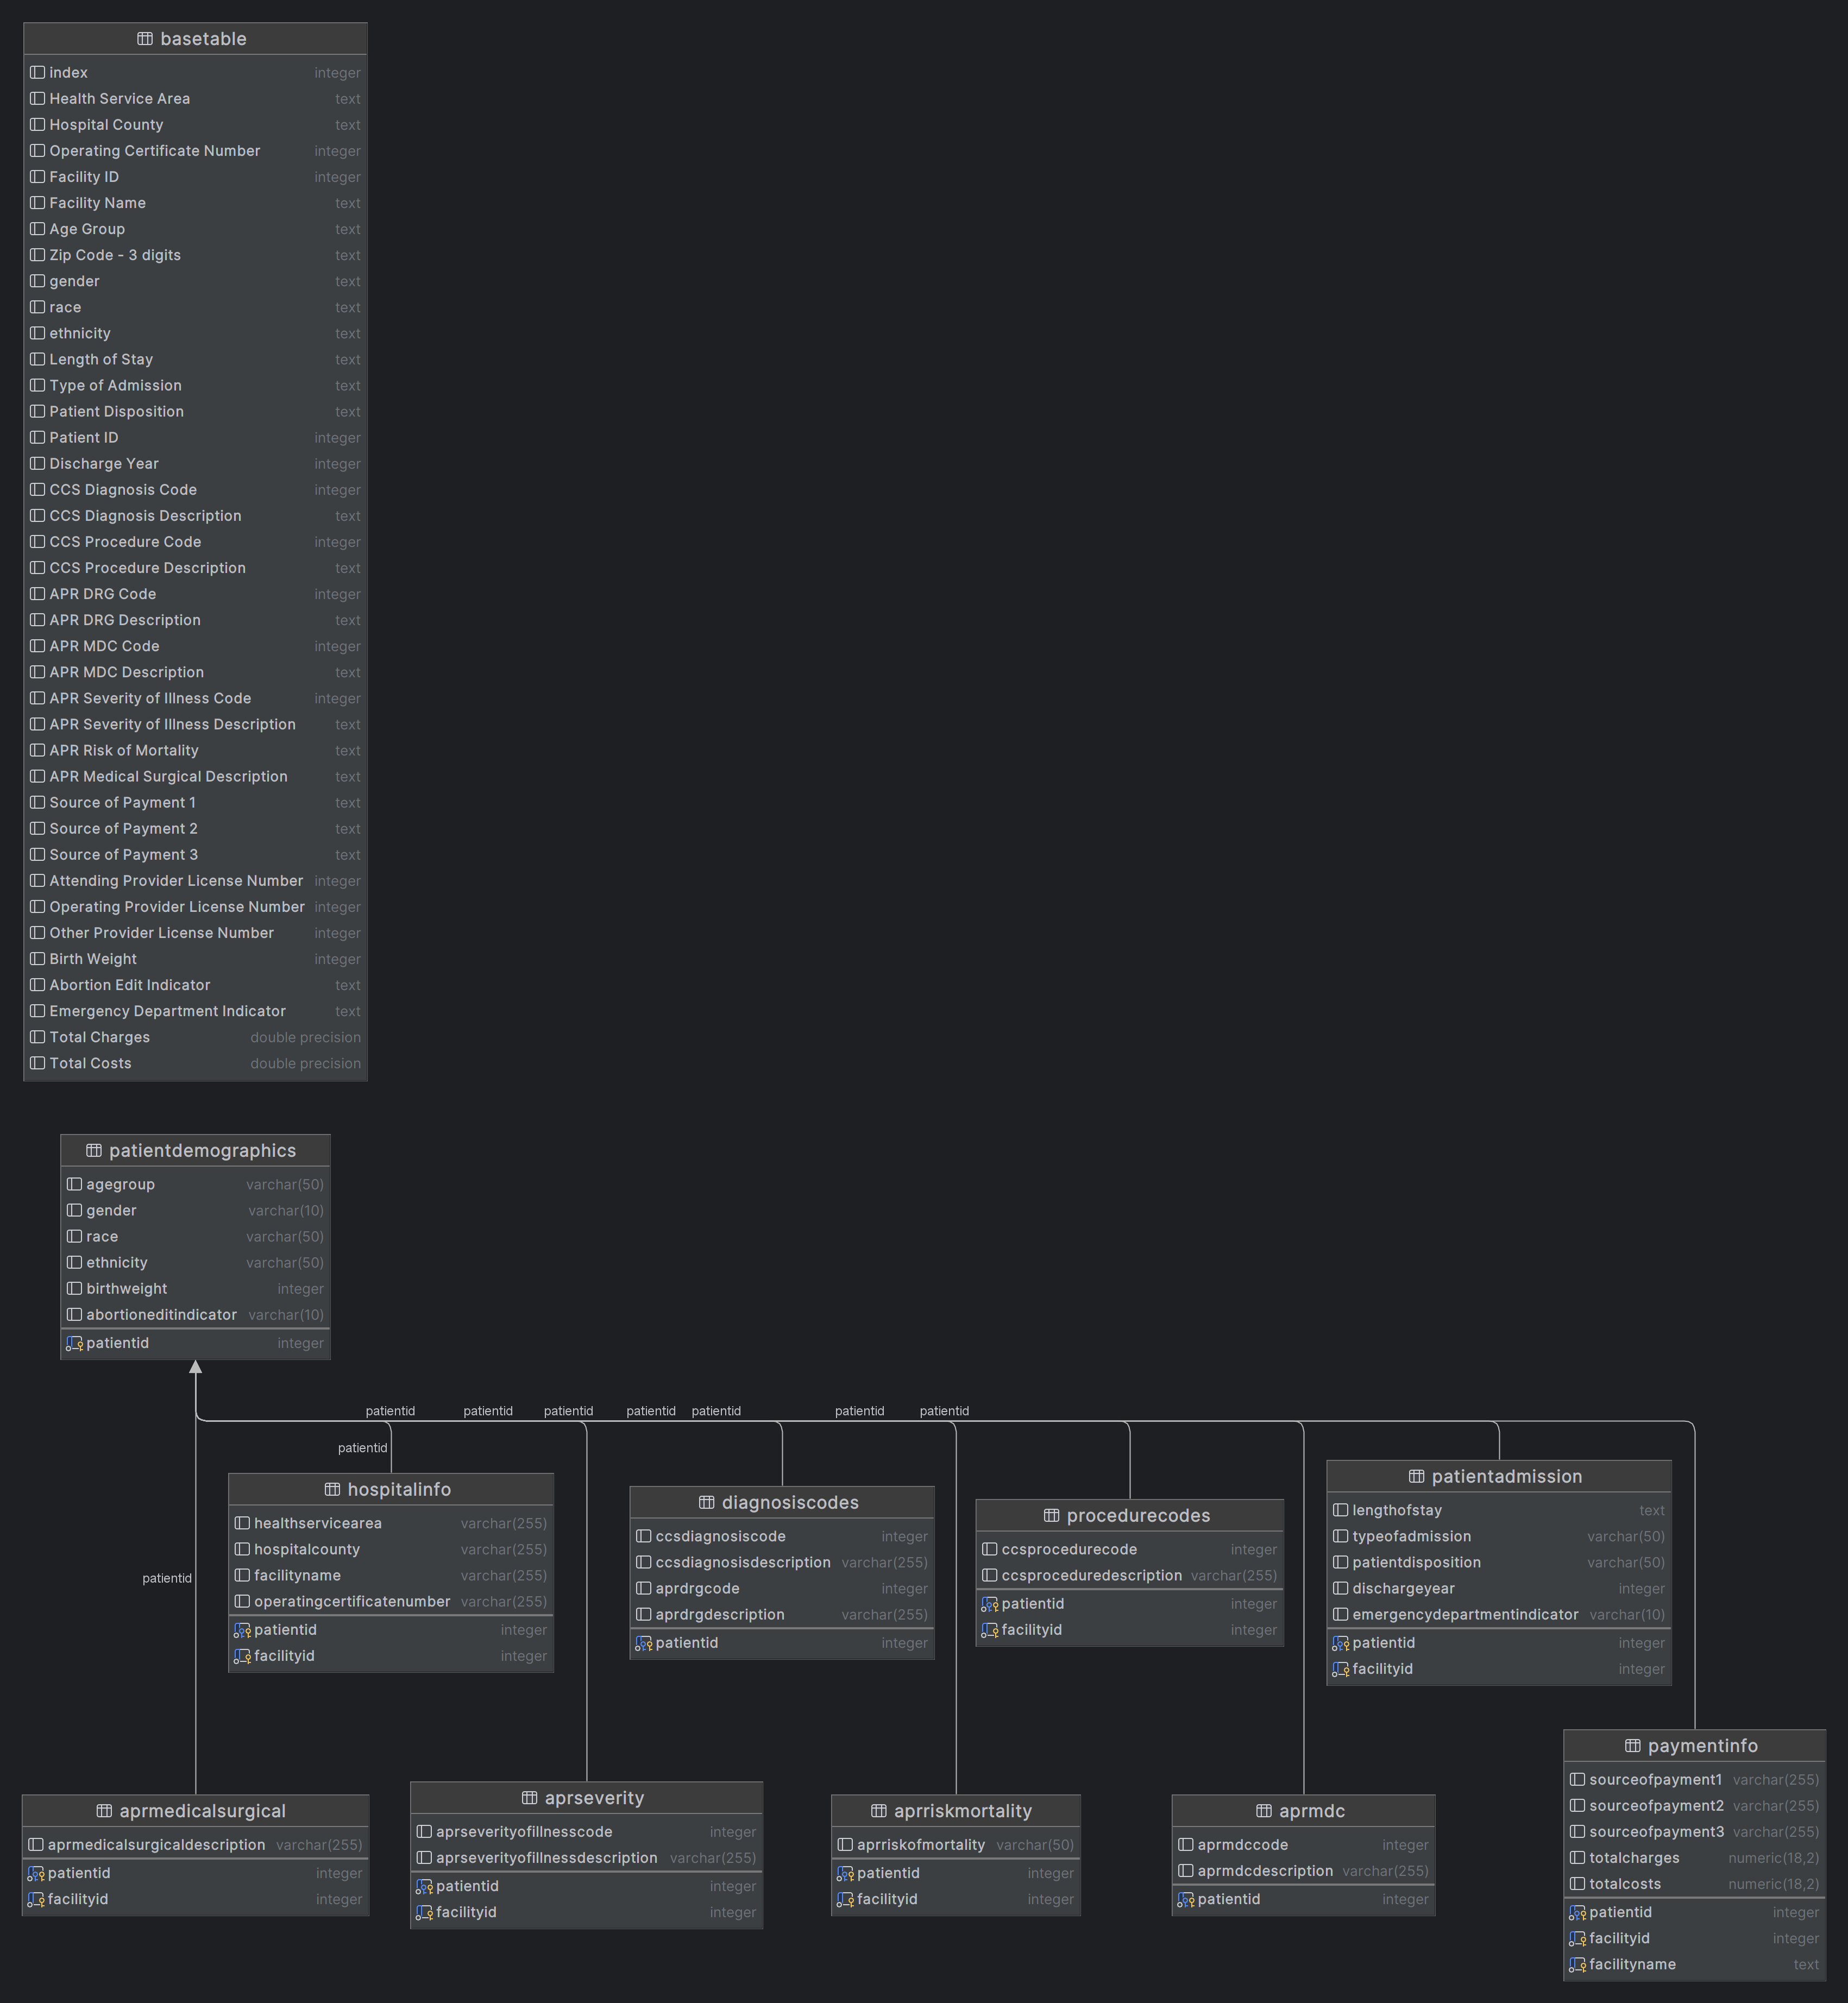 basetable
index integer
Health Service Area text
Hospital County text
Operating Certificate Number integer
Facility ID integer
Facility Name text
Age Group text
Zip Code - 3 digits text
gender text
race text
ethnicity text
Length of Stay text
Type of Admission text
Patient Disposition text
Patient ID integer
Discharge Year integer
CCS Diagnosis Code integer
CCS Diagnosis Description text
CCS Procedure Code integer
CCS Procedure Description text
APR DRG Code integer
APR DRG Description text
APR MDC Code integer
APR MDC Description text
APR Severity of Illness Code integer
APR Severity of Illness Description text
APR Risk of Mortality text
APR Medical Surgical Description text
Source of Payment 1 text
Source of Payment 2 text
Source of Payment 3 text
Attending Provider License Number integer
Operating Provider License Number integer
Other Provider License Number integer
Birth Weight integer
Abortion Edit Indicator text
Emergency Department Indicator text
Total Charges double precision
Total Costs double precision
patientdemographics
agegroup varchar(50)
gender varchar(10)
race varchar(50)
ethnicity varchar(50)
birthweight integer
abortioneditindicator varchar(10)
patientid integer
patientid patientid patientid patientid patientid patientid patientid
patientid
patientid
hospitalinfo
healthservicearea varchar(255)
hospitalcounty varchar(255)
facilityname varchar(255)
operatingcertificatenumber varchar(255)
patientid integer
facilityid integer
diagnosiscodes
ccsdiagnosiscode integer
ccsdiagnosisdescription varchar(255)
aprdrgcode integer
aprdrgdescription varchar(255)
patientid integer
procedurecodes
ccsprocedurecode integer
ccsproceduredescription varchar(255)
patientid integer
facilityid integer
patientadmission
lengthofstay text
typeofadmission varchar(50)
patientdisposition varchar(50)
dischargeyear integer
emergencydepartmentindicator varchar(10)
patientid integer
facilityid integer
aprmedicalsurgical
aprmedicalsurgicaldescription varchar(255)
patientid integer
facilityid integer
aprseverity
aprseverityofillnesscode integer
aprseverityofillnessdescription varchar(255)
patientid integer
facilityid integer
aprriskmortality
aprriskofmortality varchar(50)
patientid integer
facilityid integer
aprmdc
aprmdccode integer
aprmdcdescription varchar(255)
patientid integer
paymentinfo
sourceofpayment1 varchar(255)
sourceofpayment2 varchar(255)
sourceofpayment3 varchar(255)
totalcharges numeric(18,2)
totalcosts numeric(18,2)
patientid integer
facilityid integer
facilityname text